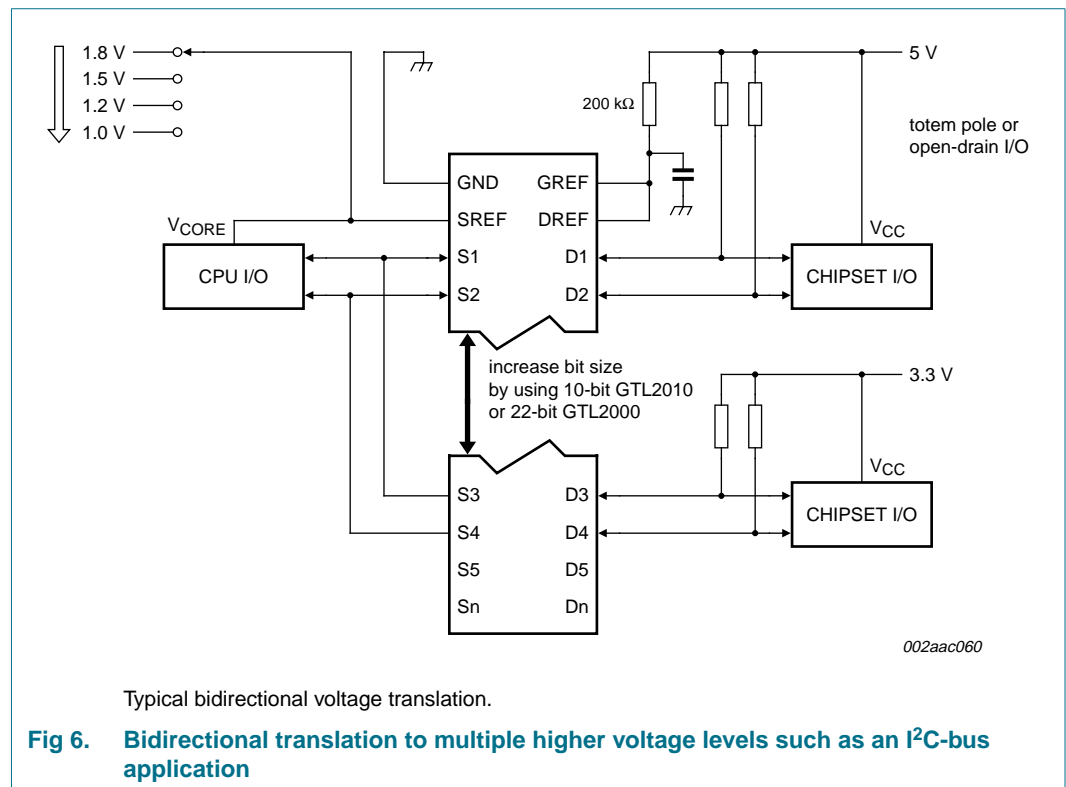 1.8 V
1.5 V
1.2 V
1.0 V
5 V
200 kΩ
totem pole or
open-drain I/O
GND
GREF
SREF
DREF
VCORE
VCC
S1
D1
CPU I/O
CHIPSET I/O
S2
D2
increase bit size
by using 10-bit GTL2010
or 22-bit GTL2000
3.3 V
VCC
S3
D3
CHIPSET I/O
S4
D4
S5
D5
Sn
Dn
002aac060
Typical bidirectional voltage translation.
Fig 6. Bidirectional translation to multiple higher voltage levels such as an I²C-bus
application